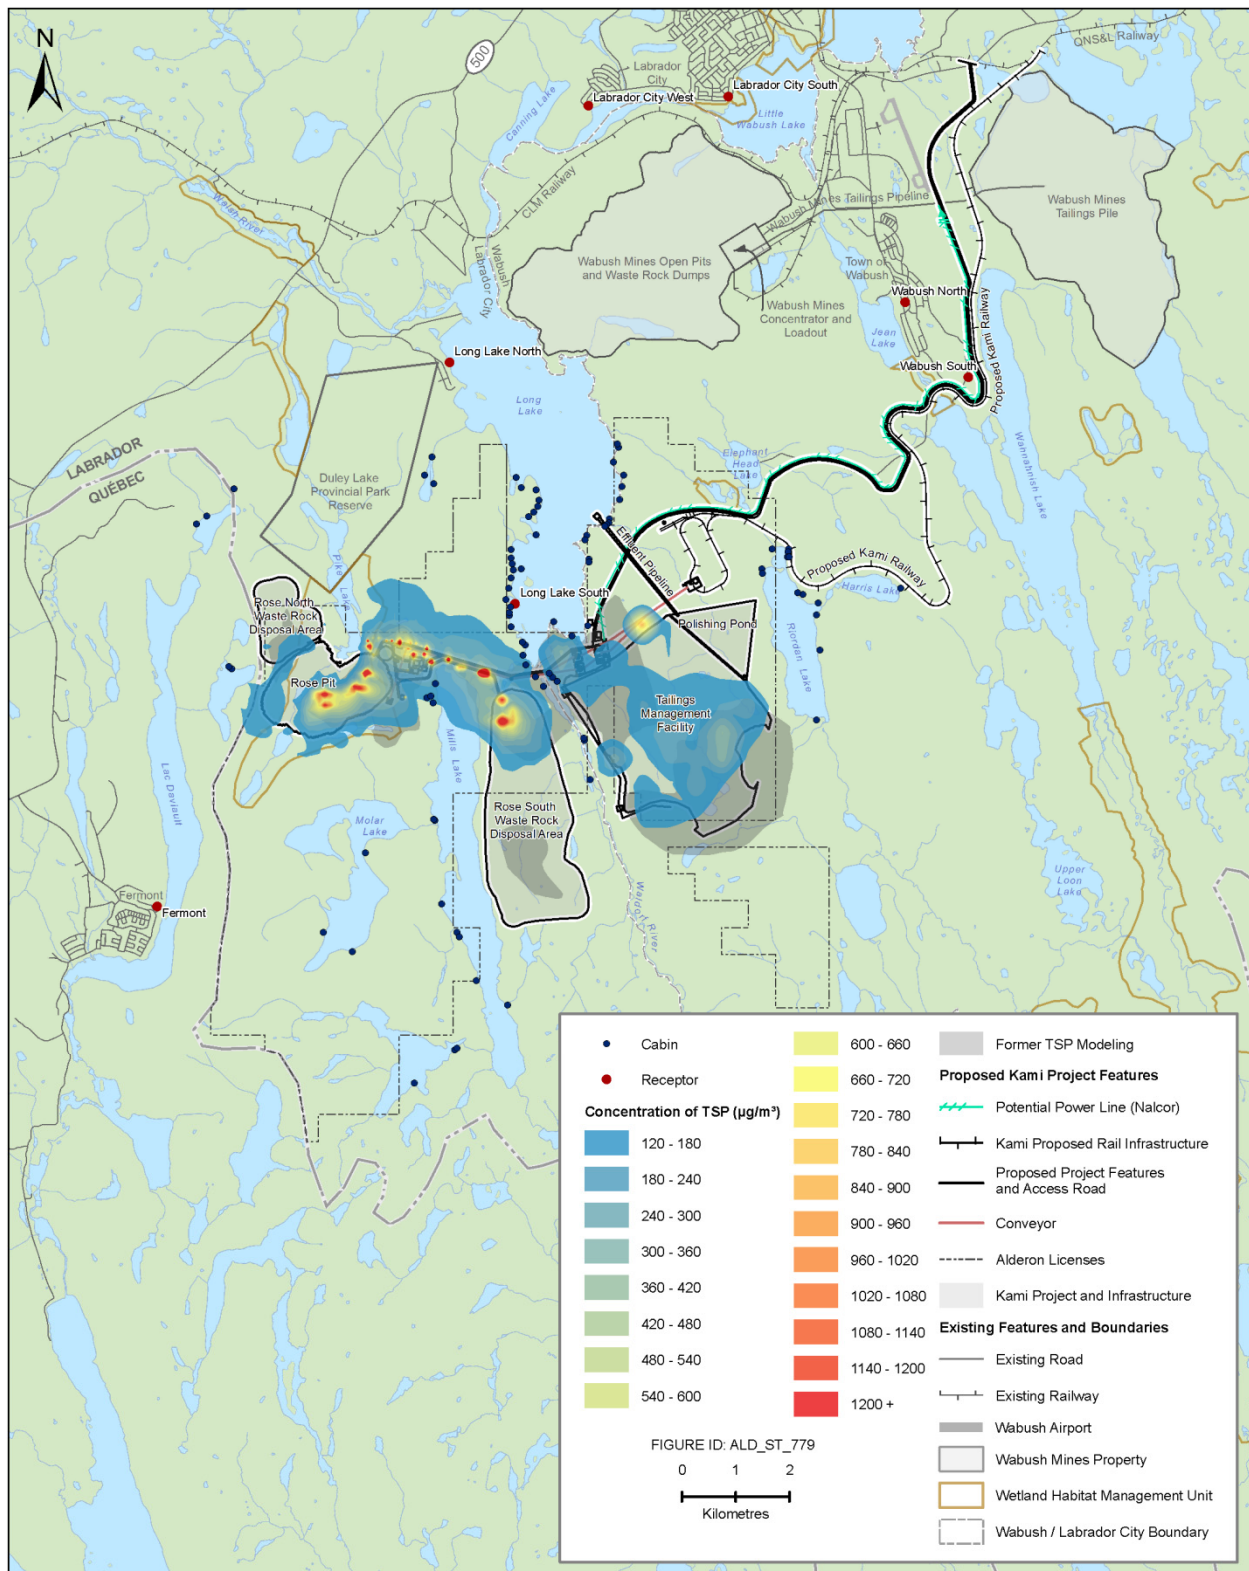 N
500
QNS&L Railway
Labrador
City
Labrador City South
Labrador City West
Canning Lake
Little
Wabush Lake
CLM Railway
Walsh River
Wabush Mines Tailings Pipeline
Wabush Mines
Tailings Pile
Wabush
Labrador City
Wabush Mines Open Pits
and Waste Rock Dumps
Town of
Wabush
Wabush North
Wabush Mines
Concentrator and
Loadout
Jean
Lake
Proposed Kami Railway
Long Lake North
Wabush South
Long
Lake
LABRADOR
QUÉBEC
Elephant
Head
Lake
Wahnahnish Lake
Duley Lake
Provincial Park
Reserve
Effluent Pipeline
Pike Lake
Proposed Kami Railway
Harris Lake
Rose North
Waste Rock
Disposal Area
Long Lake South
Polishing Pond
Riordan Lake
Rose Pit
Tailings
Management
Facility
Mills Lake
Lac Daviault
Rose South
Waste Rock
Disposal Area
Molar
Lake
Upper
Loon
Lake
Waldorf River
Fermont
Fermont
Cabin
Receptor
Concentration of TSP (µg/m³)
120 - 180
180 - 240
240 - 300
300 - 360
360 - 420
420 - 480
480 - 540
540 - 600
600 - 660
660 - 720
720 - 780
780 - 840
840 - 900
900 - 960
960 - 1020
1020 - 1080
1080 - 1140
1140 - 1200
1200 +
Former TSP Modeling
Proposed Kami Project Features
Potential Power Line (Nalcor)
Kami Proposed Rail Infrastructure
Proposed Project Features
and Access Road
Conveyor
Alderon Licenses
Kami Project and Infrastructure
Existing Features and Boundaries
Existing Road
Existing Railway
Wabush Airport
Wabush Mines Property
Wetland Habitat Management Unit
Wabush / Labrador City Boundary
FIGURE ID: ALD_ST_779
0 1 2
Kilometres